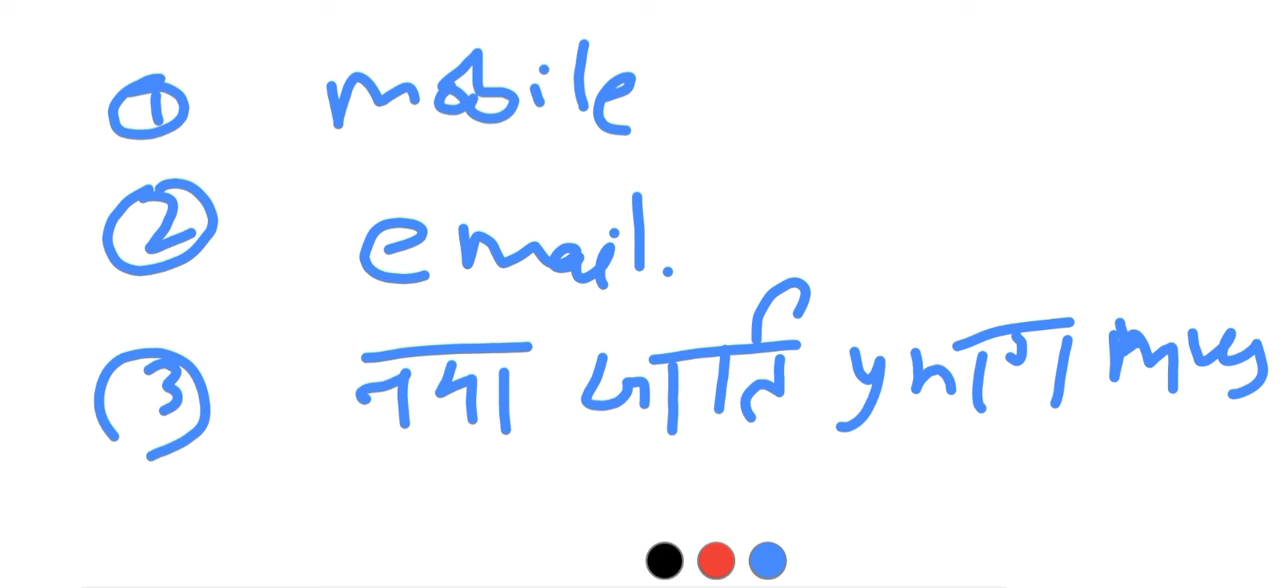 ① mobile
② email.
③ नया जाति